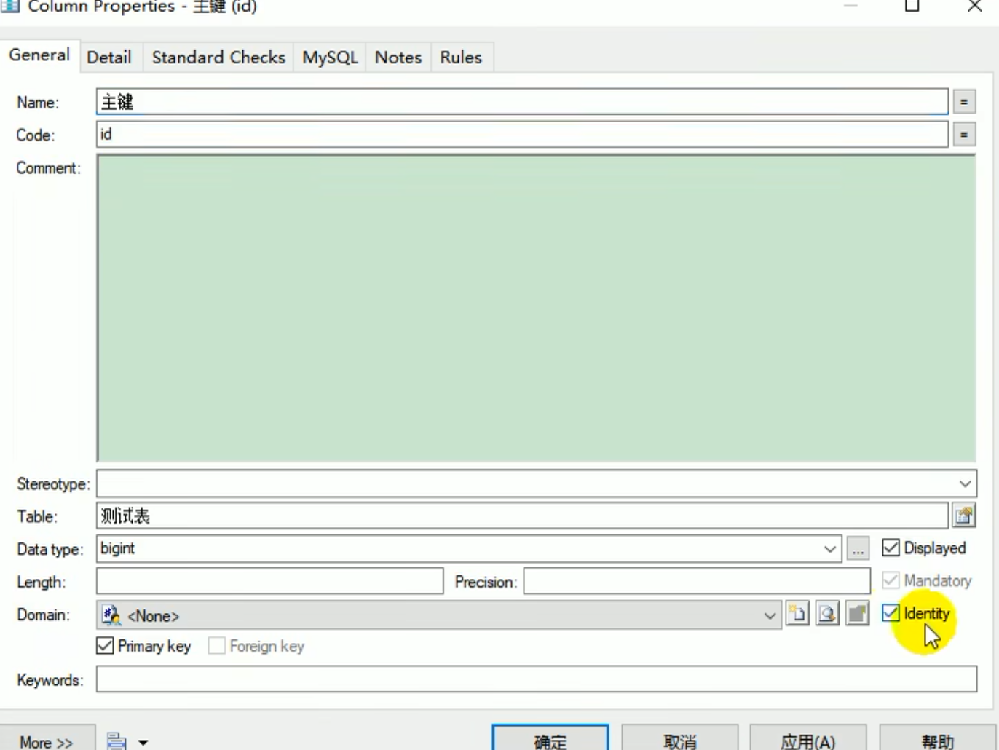 Column Properties - 主键 (id)
General Detail Standard Checks MySQL Notes Rules
Name: 主键 =
Code: id =
Comment:
Stereotype:
Table: 测试表
Data type: bigint ... Displayed
Length: Precision: Mandatory
Domain: <None> Identity
Primary key Foreign key
Keywords:
More >> 确定 取消 应用(A) 帮助